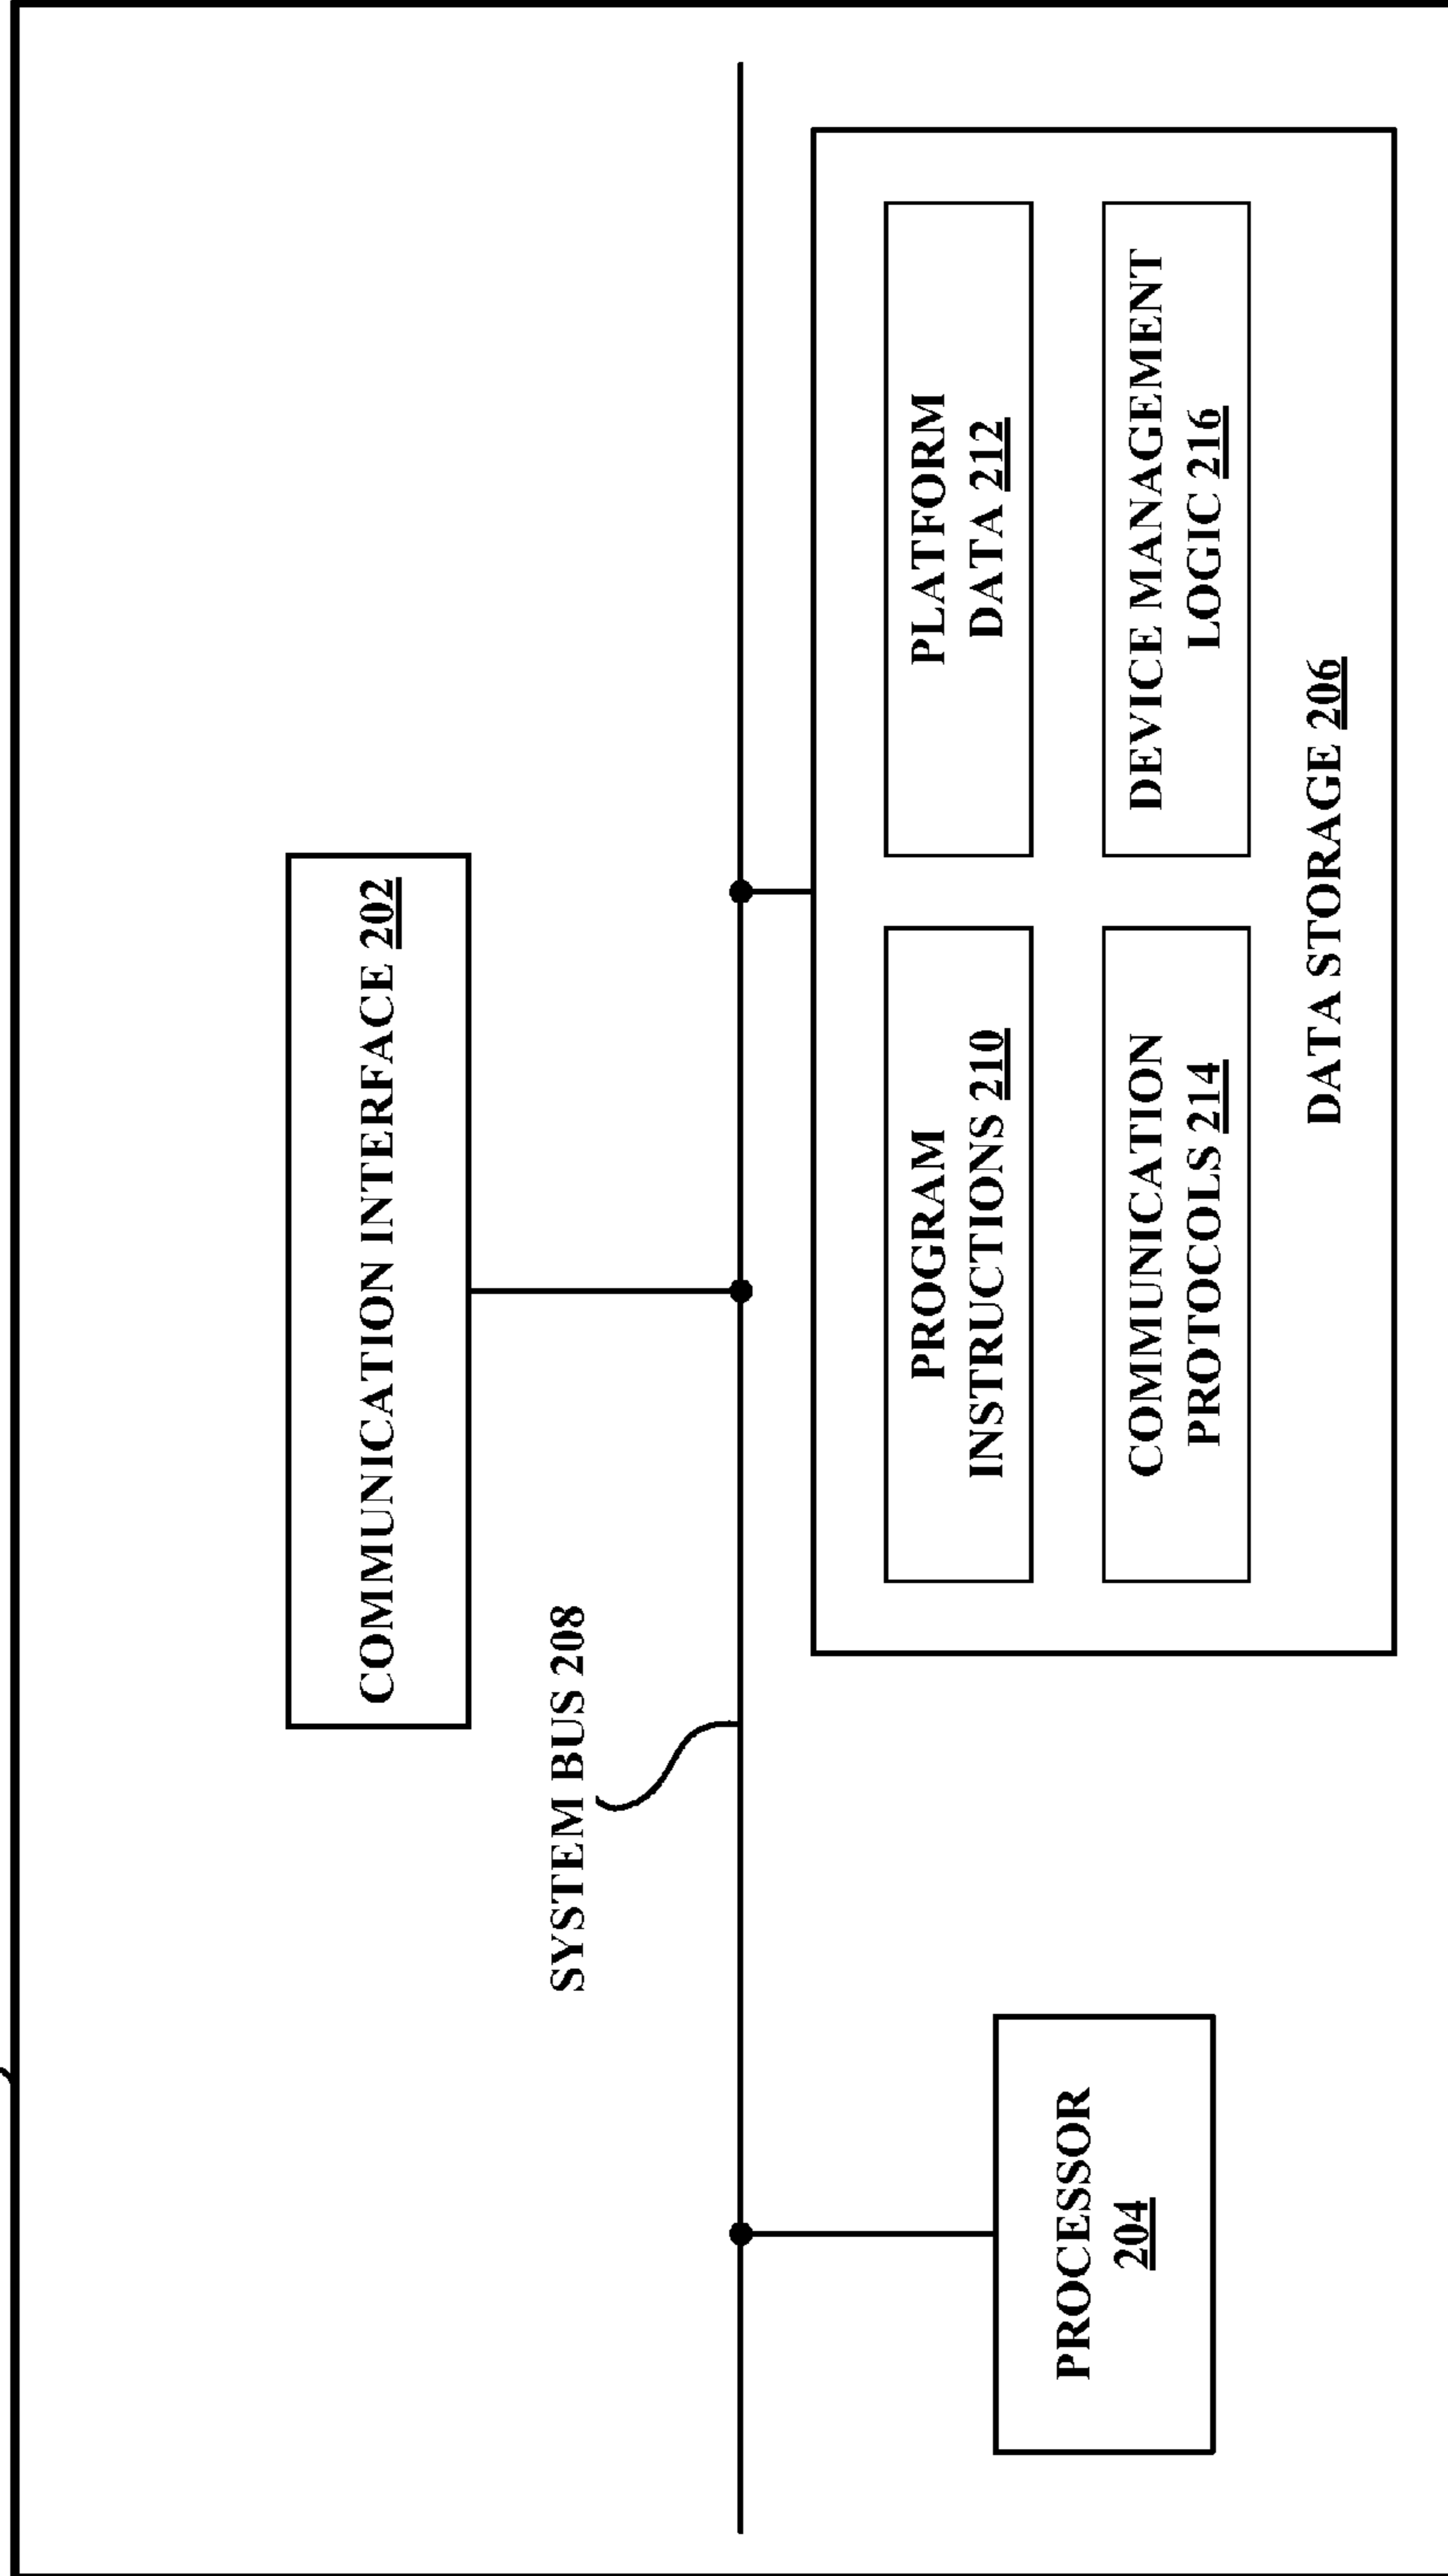 COMMUNICATION INTERFACE 202
SYSTEM BUS 208
PROCESSOR
204
PROGRAM
INSTRUCTIONS 210
PLATFORM
DATA 212
COMMUNICATION
PROTOCOLS 214
DEVICE MANAGEMENT
LOGIC 216
DATA STORAGE 206